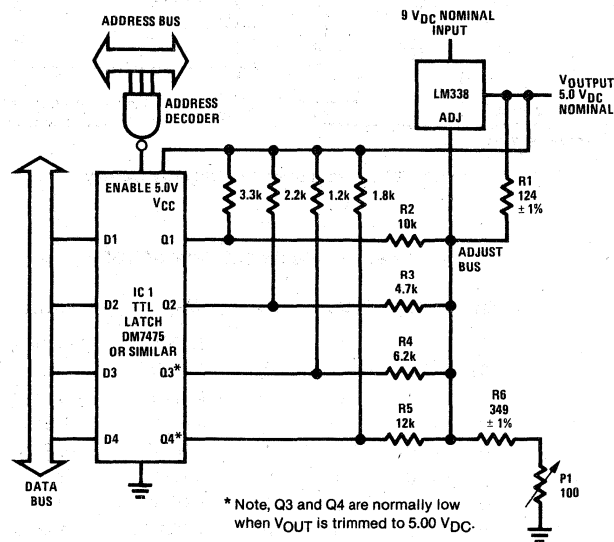 ADDRESS BUS
9 VDC NOMINAL
INPUT
LM338
ADJ
VOUTPUT
5.0 VDC
NOMINAL
ADDRESS
DECODER
ENABLE 5.0V
VCC
3.3k
2.2k
1.2k
1.8k
R1
124
± 1%
D1
Q1
R2
10k
ADJUST
BUS
D2
IC 1
TTL
LATCH
DM7475
OR SIMILAR
Q2
R3
4.7k
D3
Q3*
R4
6.2k
D4
Q4*
R5
12k
R6
349
± 1%
P1
100
DATA
BUS
* Note, Q3 and Q4 are normally low
when VOUT is trimmed to 5.00 VDC.